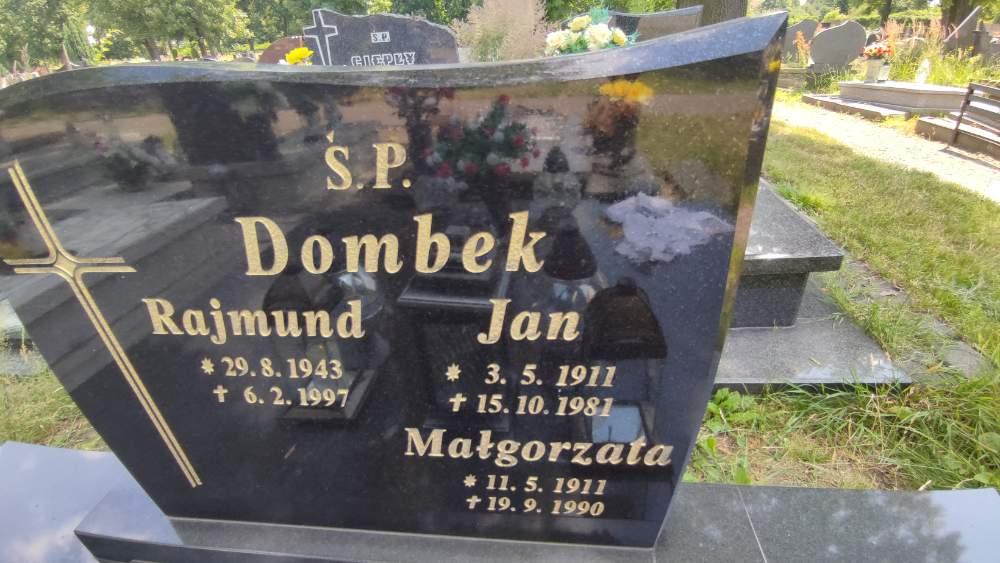 Ś.P.
GIEPŁY
Ś.P.
Dombek
Rajmund
* 29. 8. 1943
✝ 6. 2. 1997
Jan
* 3. 5. 1911
✝ 15. 10. 1981
Małgorzata
* 11. 5. 1911
✝ 19. 9. 1990